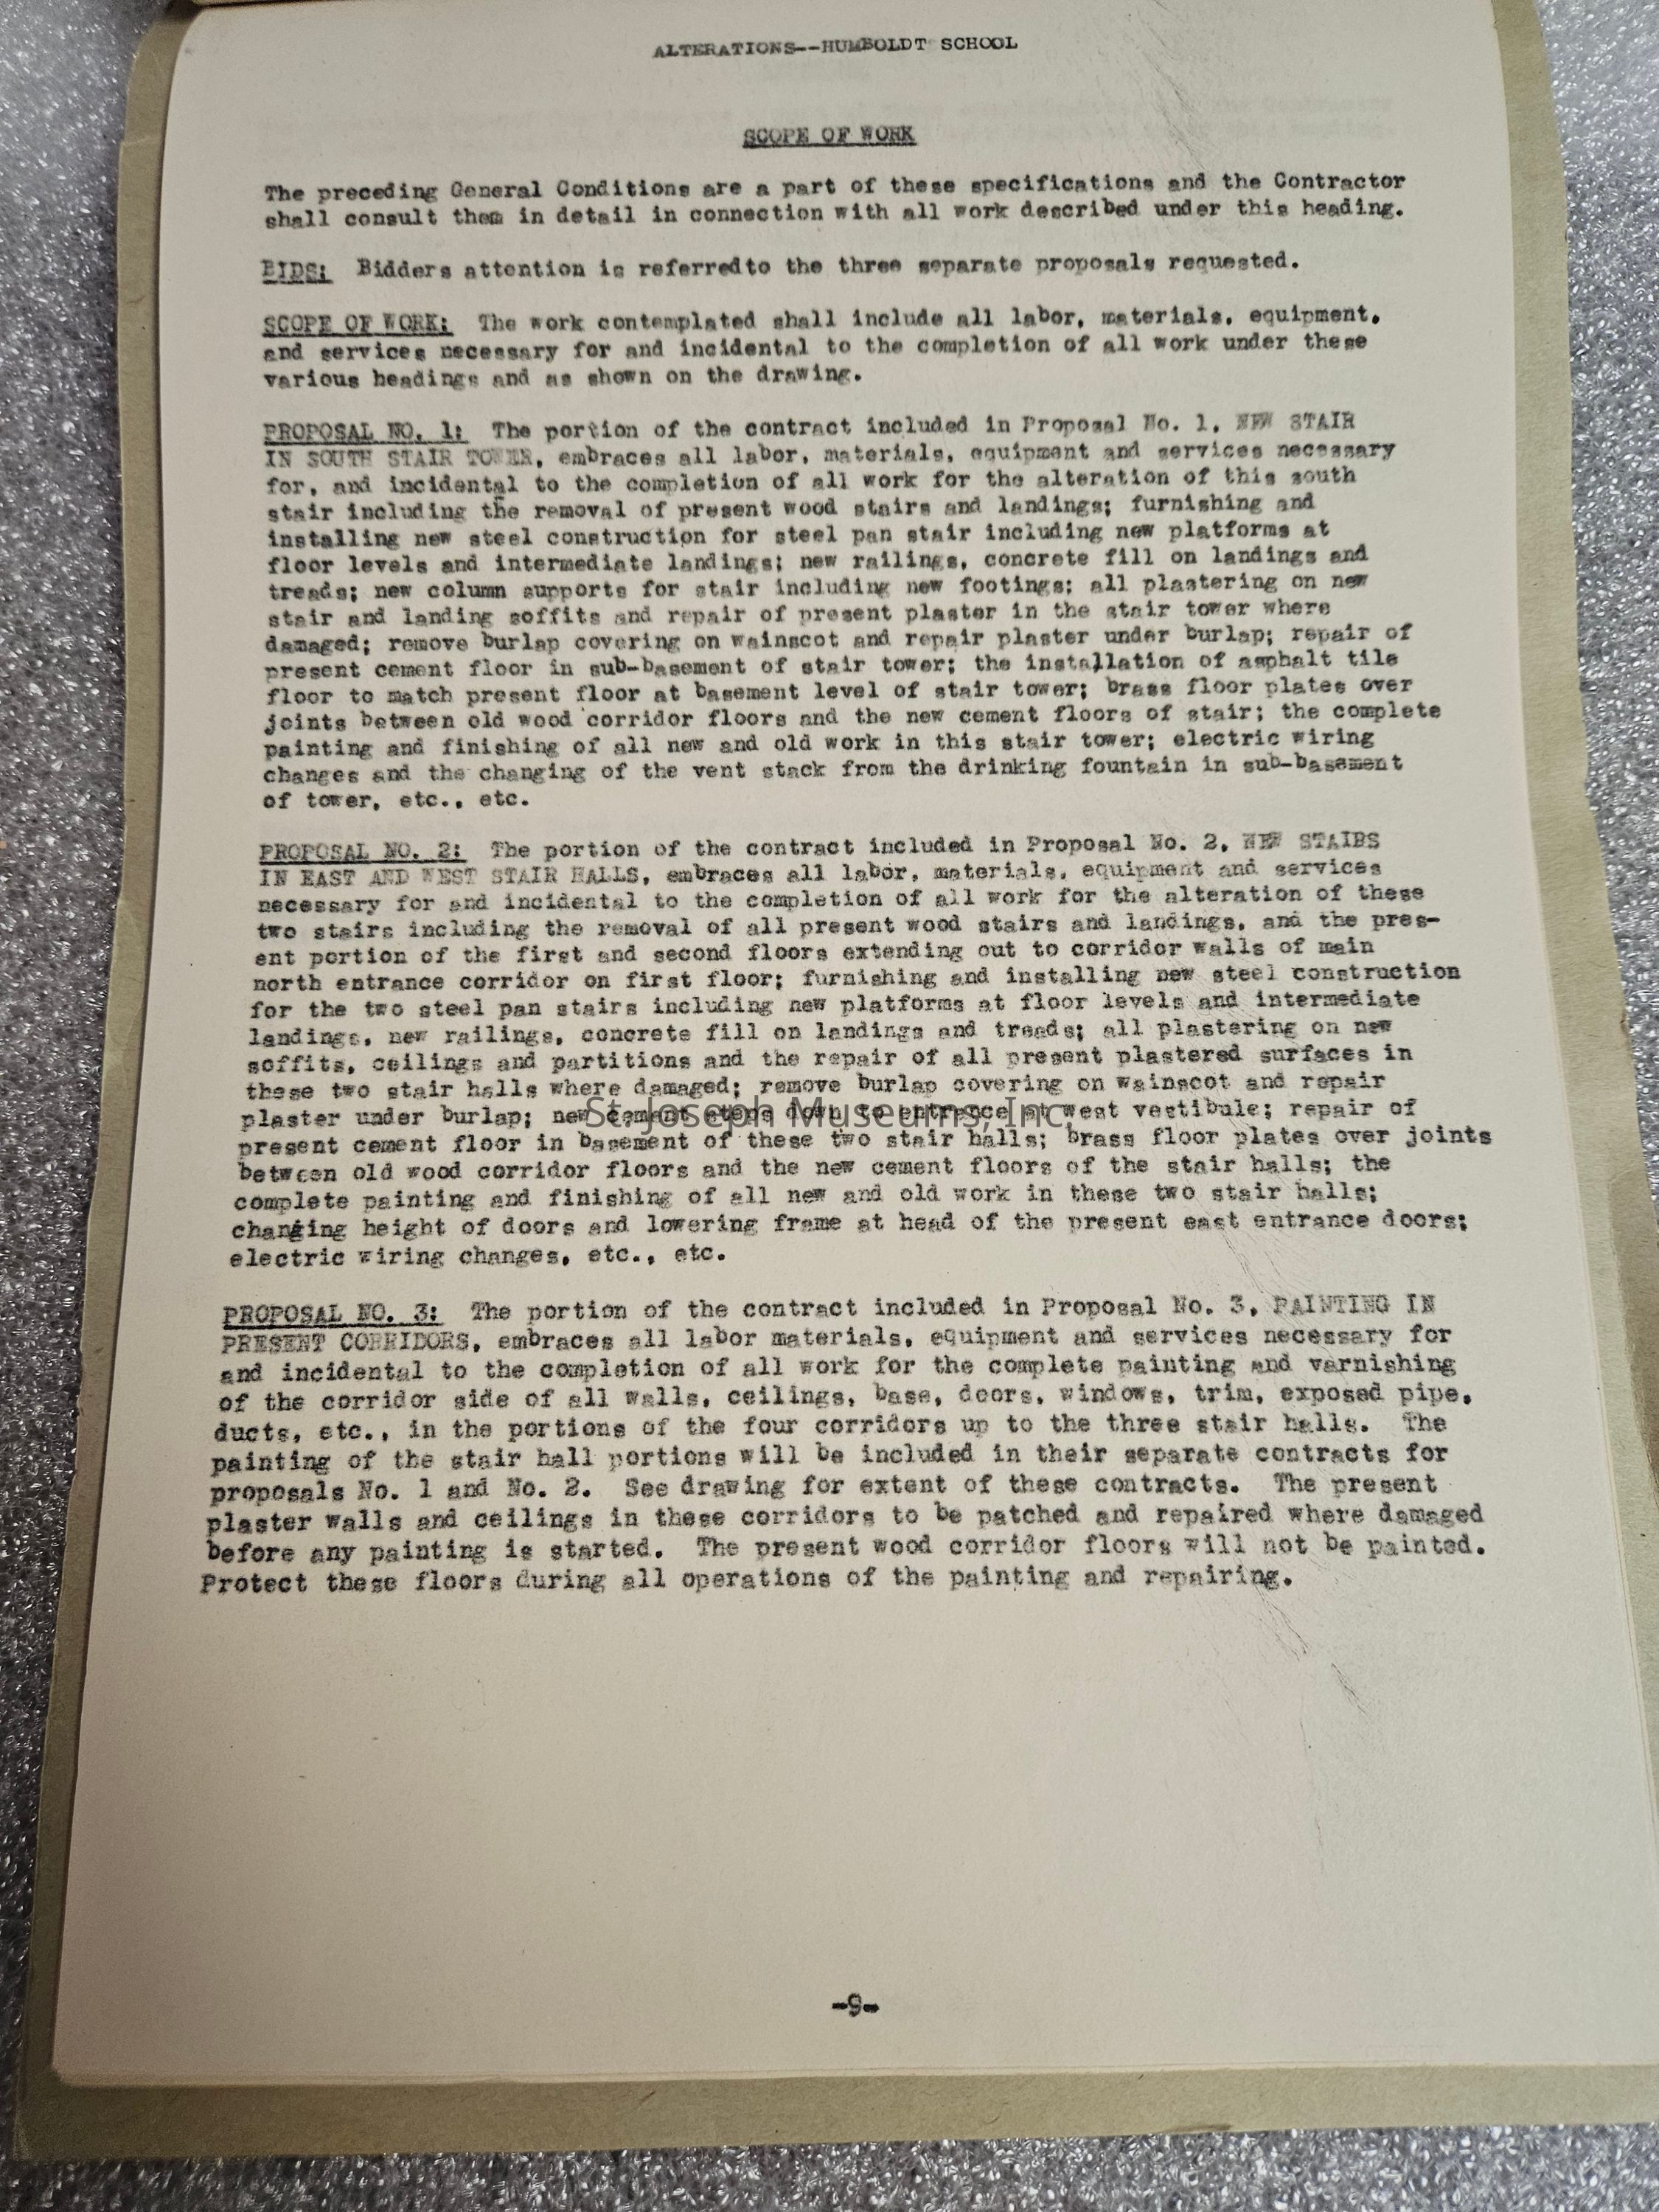 ALTERATIONS--HUMBOLDT SCHOOL
SCOPE OF WORK
The preceding General Conditions are a part of these specifications and the Contractor
shall consult them in detail in connection with all work described under this heading.
BIDS: Bidders attention is referredto the three separate proposals requested.
SCOPE OF WORK: The work contemplated shall include all labor, materials, equipment,
and services necessary for and incidental to the completion of all work under these
various headings and as shown on the drawing.
PROPOSAL NO. 1: The portion of the contract included in Proposal No. 1, NEW STAIR
IN SOUTH STAIR TOWER, embraces all labor, materials, equipment and services necessary
for, and incidental to the completion of all work for the alteration of this south
stair including the removal of present wood stairs and landings; furnishing and
installing new steel construction for steel pan stair including new platforms at
floor levels and intermediate landings; new railings, concrete fill on landings and
treads; new column supports for stair including new footings; all plastering on new
stair and landing soffits and repair of present plaster in the stair tower where
damaged; remove burlap covering on wainscot and repair plaster under burlap; repair of
present cement floor in sub-basement of stair tower; the installation of asphalt tile
floor to match present floor at basement level of stair tower; brass floor plates over
joints between old wood corridor floors and the new cement floors of stair; the complete
painting and finishing of all new and old work in this stair tower; electric wiring
changes and the changing of the vent stack from the drinking fountain in sub-basement
of tower, etc., etc.
PROPOSAL NO. 2: The portion of the contract included in Proposal No. 2, NEW STAIRS
IN EAST AND WEST STAIR HALLS, embraces all labor, materials, equipment and services
necessary for and incidental to the completion of all work for the alteration of these
two stairs including the removal of all present wood stairs and landings, and the pres-
ent portion of the first and second floors extending out to corridor walls of main
north entrance corridor on first floor; furnishing and installing new steel construction
for the two steel pan stairs including new platforms at floor levels and intermediate
landings, new railings, concrete fill on landings and treads; all plastering on new
soffits, ceilings and partitions and the repair of all present plastered surfaces in
these two stair halls where damaged; remove burlap covering on wainscot and repair
plaster under burlap; new cement steps down to entrance at west vestibule; repair of
St. Joseph Museums, Inc.
present cement floor in basement of these two stair halls; brass floor plates over joints
between old wood corridor floors and the new cement floors of the stair halls; the
complete painting and finishing of all new and old work in these two stair halls;
changing height of doors and lowering frame at head of the present east entrance doors;
electric wiring changes, etc., etc.
PROPOSAL NO. 3: The portion of the contract included in Proposal No. 3, PAINTING IN
PRESENT CORRIDORS, embraces all labor materials, equipment and services necessary for
and incidental to the completion of all work for the complete painting and varnishing
of the corridor side of all walls, ceilings, base, doors, windows, trim, exposed pipe,
ducts, etc., in the portions of the four corridors up to the three stair halls. The
painting of the stair hall portions will be included in their separate contracts for
proposals No. 1 and No. 2. See drawing for extent of these contracts. The present
plaster walls and ceilings in these corridors to be patched and repaired where damaged
before any painting is started. The present wood corridor floors will not be painted.
Protect these floors during all operations of the painting and repairing.
-9-